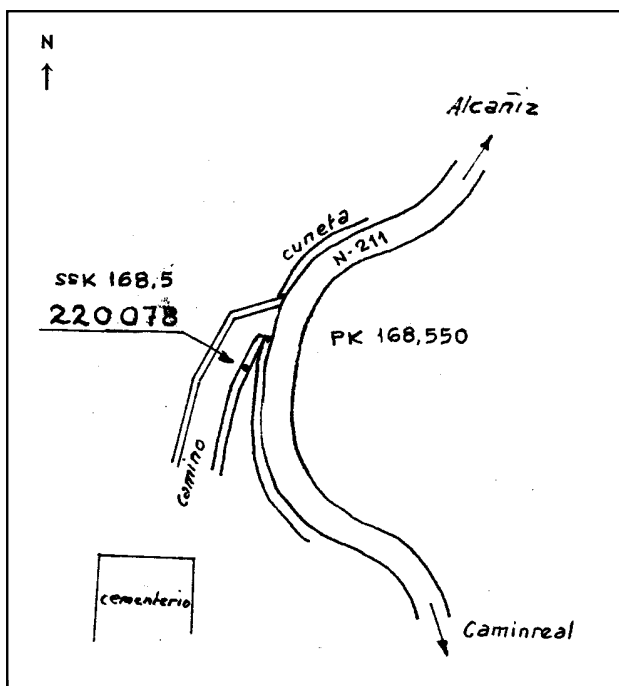 N
Alcañiz
cuneta
N-211
SSK 168,5
220078
PK 168,550
camino
cementerio
Caminreal